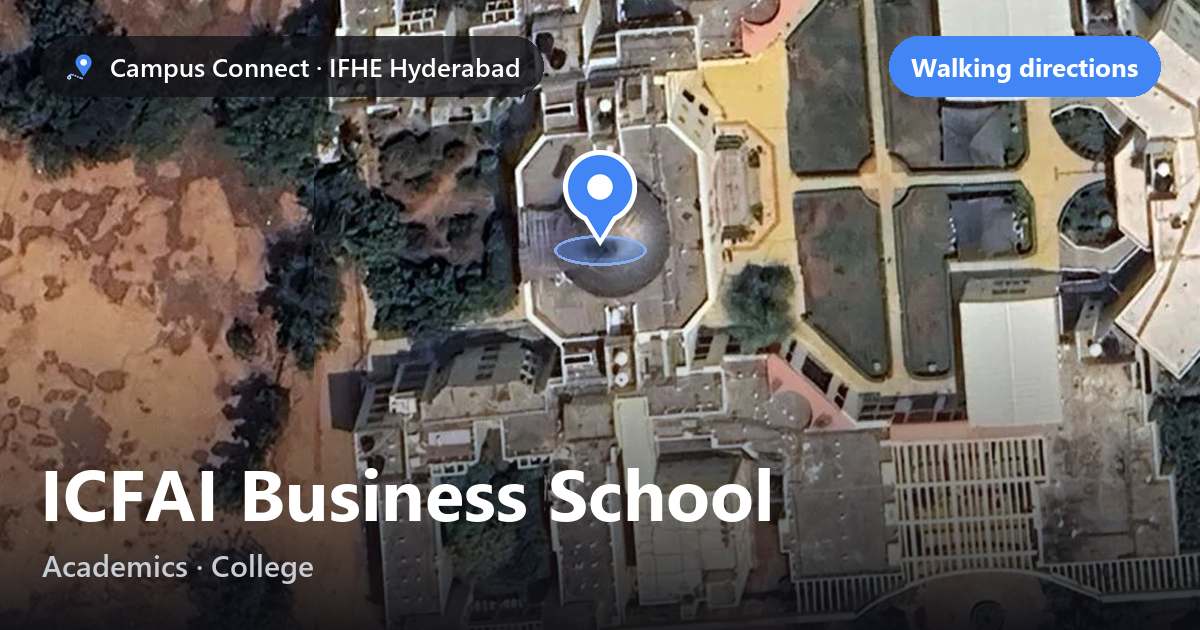 Campus Connect · IFHE Hyderabad
Walking directions
ICFAI Business School
Academics · College